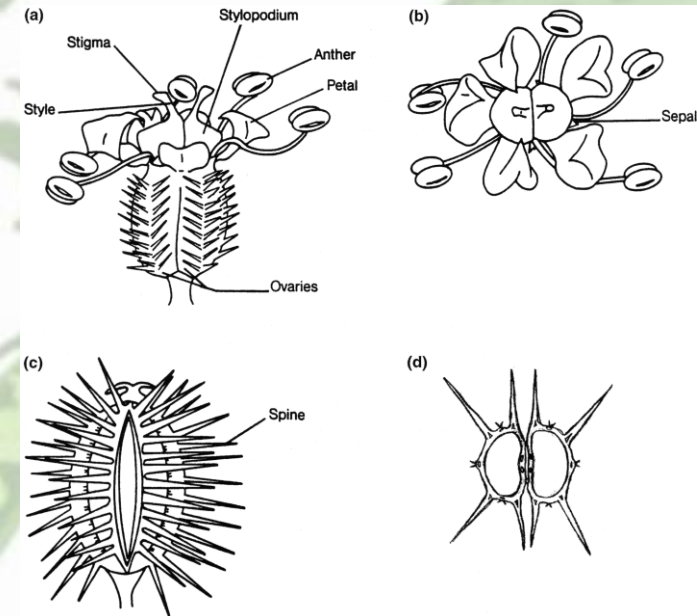 (a)
Stylopodium
Stigma
Anther
Petal
Style
Ovaries
(b)
Sepal
(c)
Spine
(d)